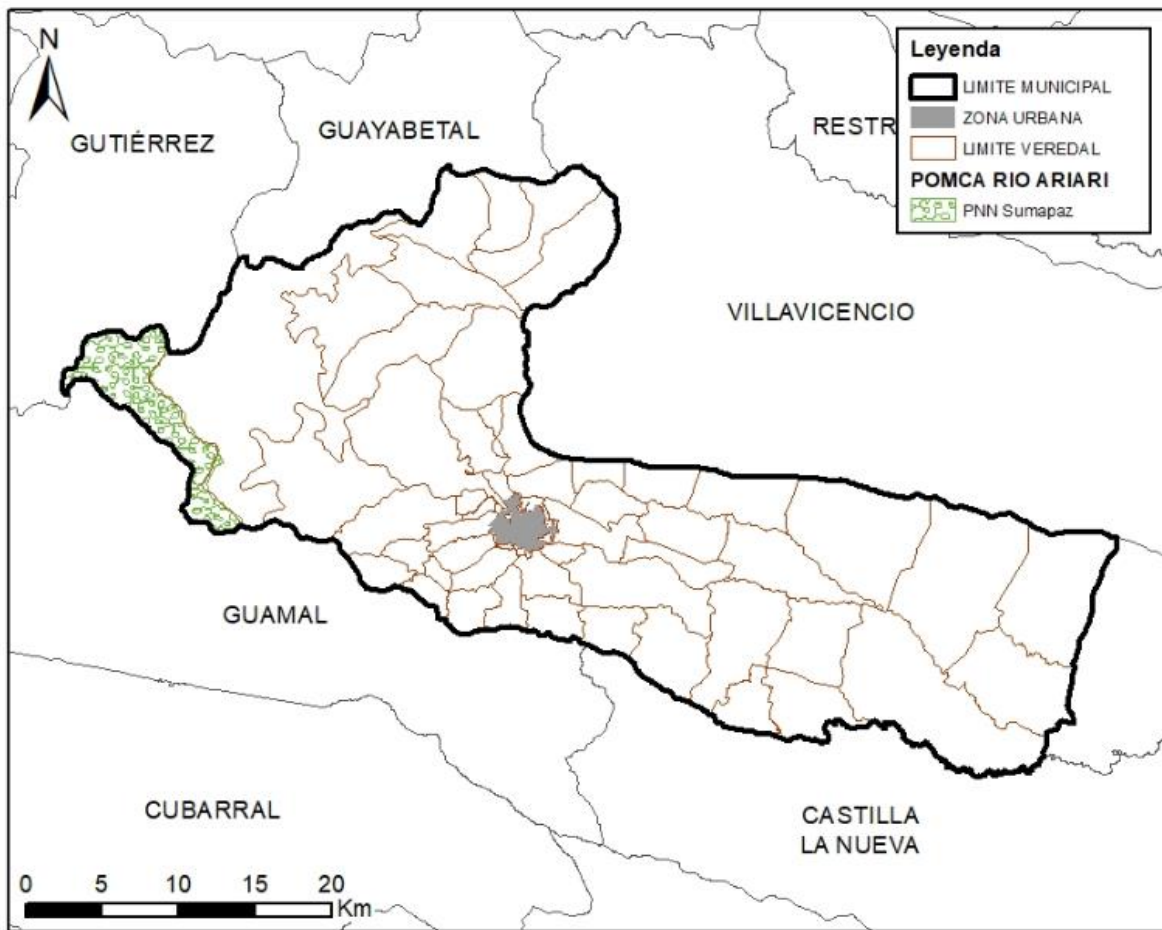 N
GUTIÉRREZ
GUAYABETAL
RESTR
Leyenda
LIMITE MUNICIPAL
ZONA URBANA
LIMITE VEREDAL
POMCA RIO ARIARI
PNN Sumapaz
VILLAVICENCIO
GUAMAL
CUBARRAL
CASTILLA
LA NUEVA
0 5 10 15 20
Km